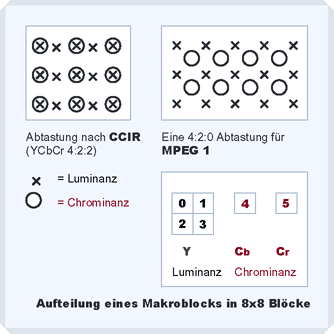 Abtastung nach CCIR
(YCbCr 4:2:2)
Eine 4:2:0 Abtastung für
MPEG 1
= Luminanz
= Chrominanz
0 1
2 3
4
5
Y
Cb
Cr
Luminanz
Chrominanz
Aufteilung eines Makroblocks in 8x8 Blöcke